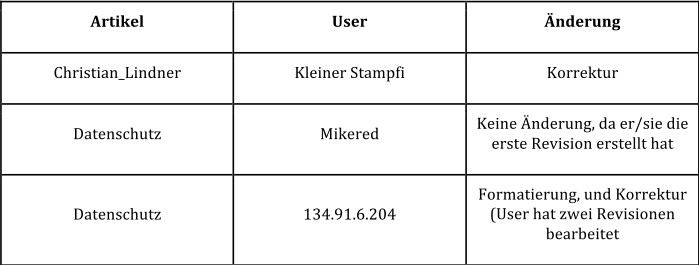 Artikel User Änderung
Christian_Lindner Kleiner Stampfi Korrektur
Datenschutz Mikered Keine Änderung, da er/sie die
erste Revision erstellt hat
Datenschutz 134.91.6.204 Formatierung, und Korrektur
(User hat zwei Revisionen
bearbeitet